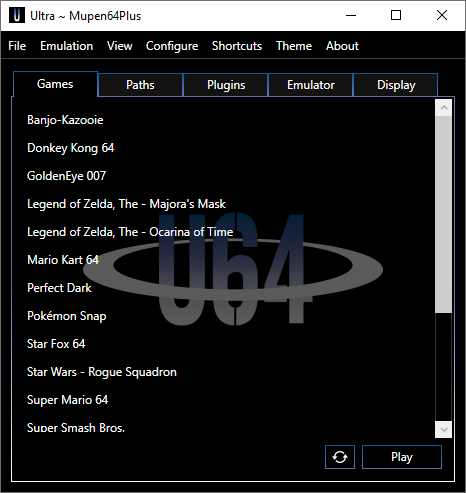 Ultra ~ Mupen64Plus
File Emulation View Configure Shortcuts Theme About
Games Paths Plugins Emulator Display
Banjo-Kazooie
Donkey Kong 64
GoldenEye 007
Legend of Zelda, The - Majora's Mask
Legend of Zelda, The - Ocarina of Time
Mario Kart 64
Perfect Dark
Pokémon Snap
Star Fox 64
Star Wars - Rogue Squadron
Super Mario 64
Super Smash Bros.
U64
Play